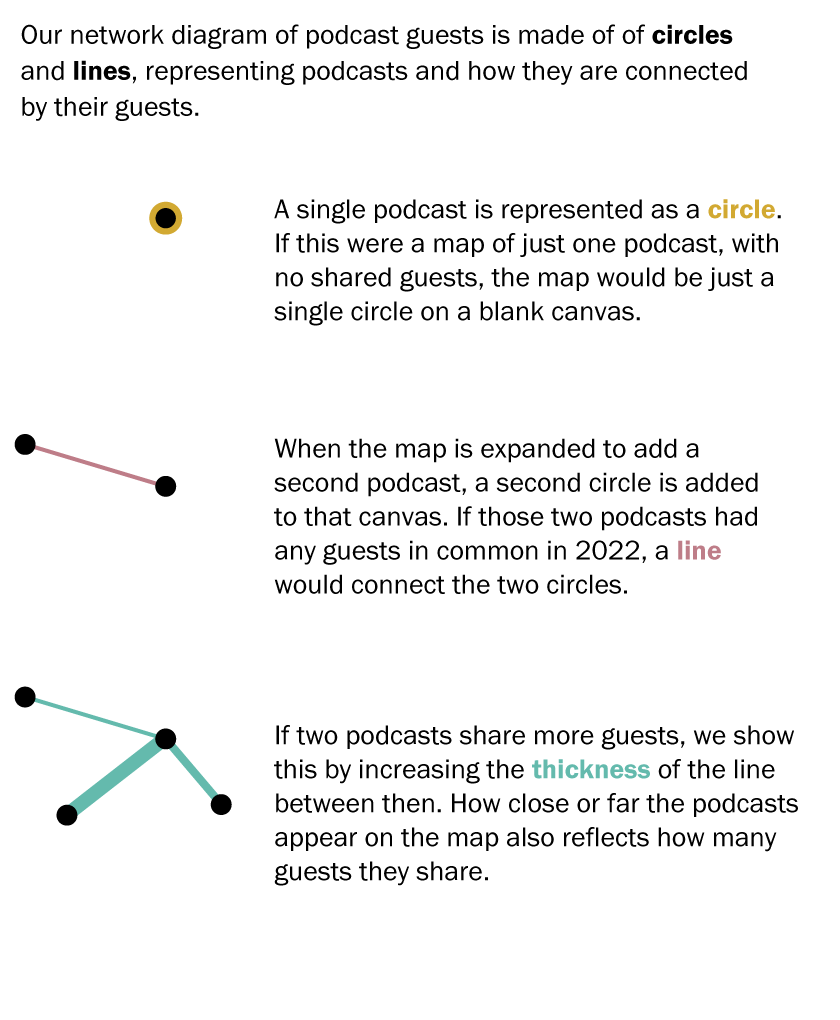 Our network diagram of podcast guests is made of of circles
and lines, representing podcasts and how they are connected
by their guests.
A single podcast is represented as a circle.
If this were a map of just one podcast, with
no shared guests, the map would be just a
single circle on a blank canvas.
When the map is expanded to add a
second podcast, a second circle is added
to that canvas. If those two podcasts had
any guests in common in 2022, a line
would connect the two circles.
If two podcasts share more guests, we show
this by increasing the thickness of the line
between then. How close or far the podcasts
appear on the map also reflects how many
guests they share.